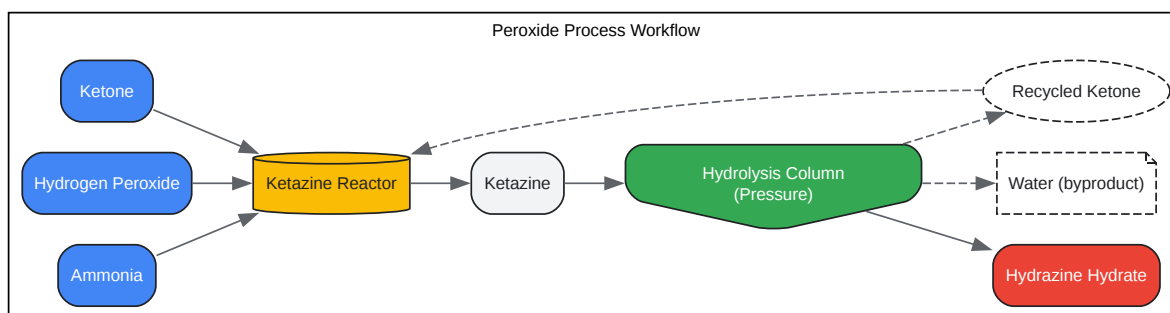 Peroxide Process Workflow
Ketone
Recycled Ketone
Hydrogen Peroxide
Ketazine Reactor
Ketazine
Hydrolysis Column
(Pressure)
Water (byproduct)
Ammonia
Hydrazine Hydrate